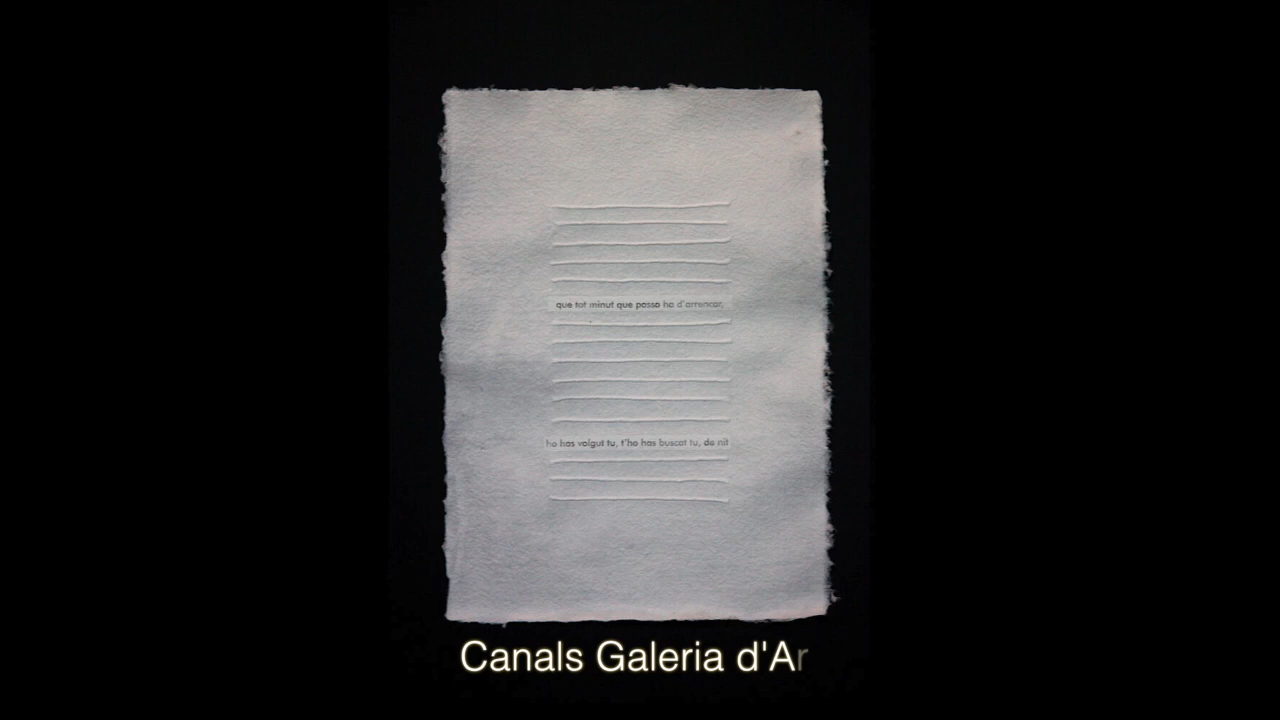 que tot minut que passa ha d'arrencar,
ho has volgut tu, t'ho has buscat tu, de nit
Canals Galeria d'Ar